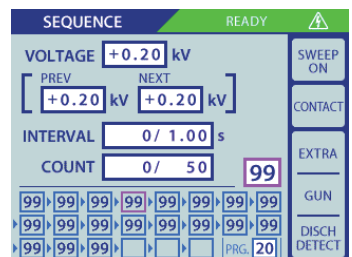 SEQUENCE READY
VOLTAGE +0.20 kV
PREV NEXT
+0.20 kV +0.20 kV
INTERVAL 0/ 1.00 s
COUNT 0/ 50
99
99 99 99 99 99 99 99 99
99 99 99 99 99 99 99 99
99 99 99 PRG. 20
SWEEP
ON
CONTACT
EXTRA
GUN
DISCH
DETECT